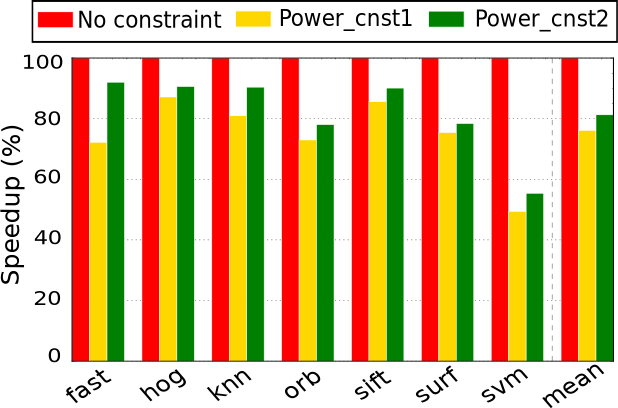 No constraint Power_cnst1 Power_cnst2
Speedup (%)
100
80
60
40
20
0
fast hog knn orb sift surf svm mean